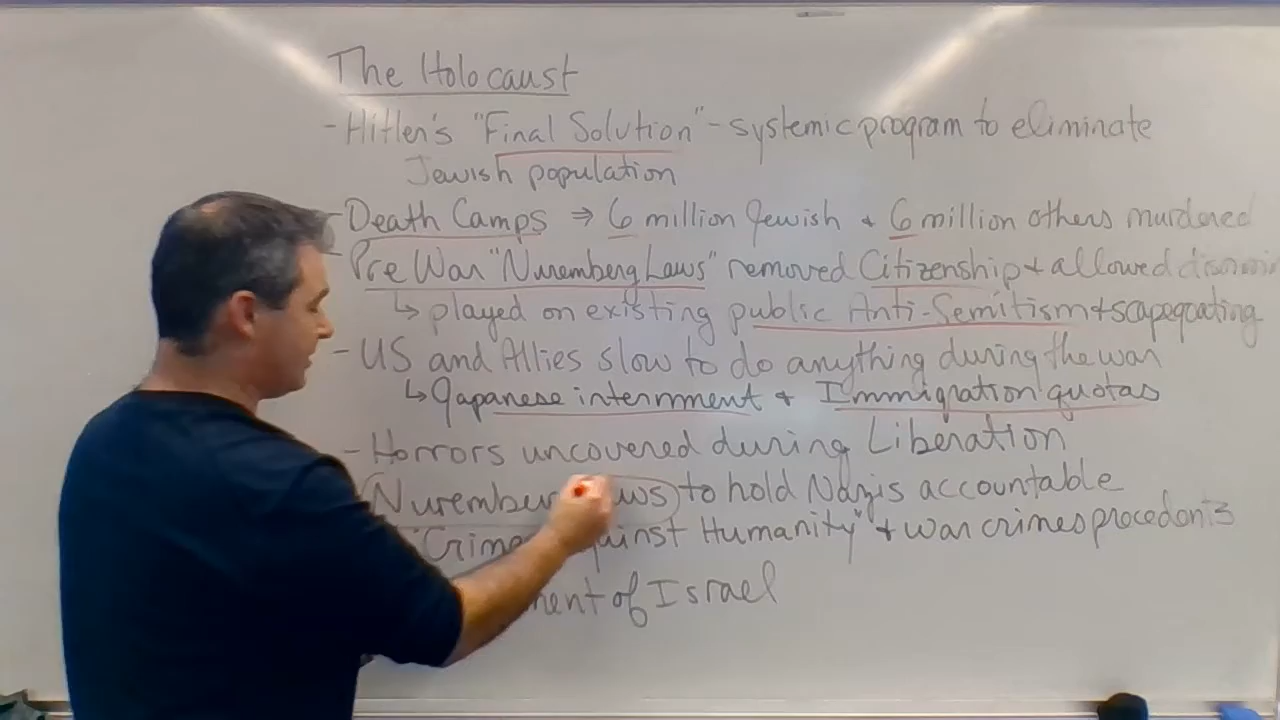 The Holocaust
- Hitler's "Final Solution" - systemic program to eliminate
Jewish population
- Death Camps ⇒ 6 million Jewish + 6 million others murdered
- Pre War "Nuremberg Laws" removed Citizenship + allowed
↳ played on existing public Anti-Semitism + scapegoating
- US and Allies slow to do anything during the war
↳ Japanese internment + Immigration quotas
- Horrors uncovered during Liberation
to hold Nazis accountable
Humanity" + war crimes precedents
of Israel